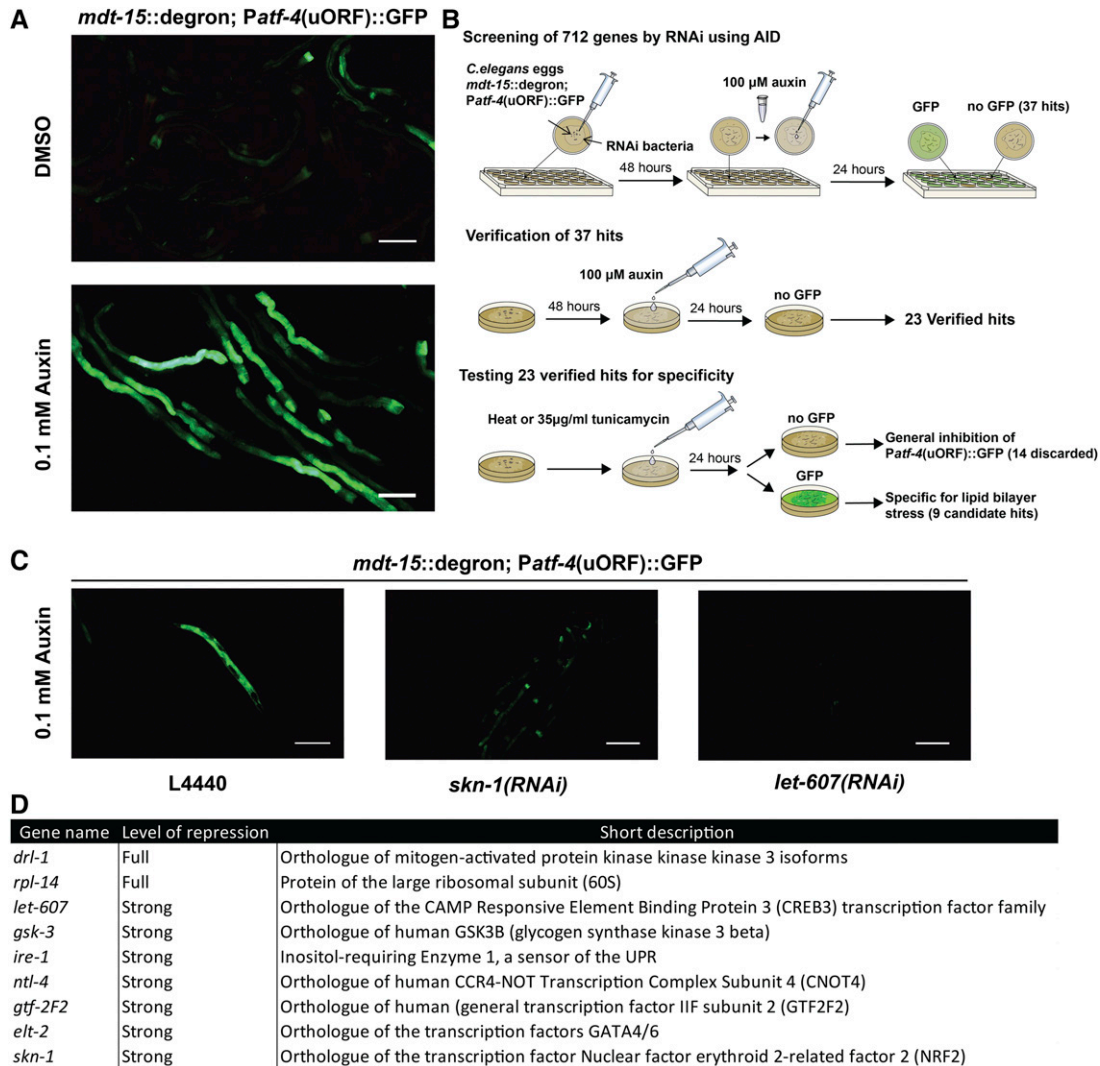 A
mdt-15::degron; Patf-4(uORF)::GFP
DMSO
0.1 mM Auxin
B
Screening of 712 genes by RNAi using AID
C.elegans eggs
mdt-15::degron;
Patf-4(uORF)::GFP
RNAi bacteria
48 hours
100 µM auxin
24 hours
GFP
no GFP (37 hits)
Verification of 37 hits
100 µM auxin
48 hours
24 hours
no GFP
23 Verified hits
Testing 23 verified hits for specificity
Heat or 35µg/ml tunicamycin
24 hours
no GFP
General inhibition of
Patf-4(uORF)::GFP (14 discarded)
GFP
Specific for lipid bilayer
stress (9 candidate hits)
C
mdt-15::degron; Patf-4(uORF)::GFP
0.1 mM Auxin
L4440
skn-1(RNAi)
let-607(RNAi)
D
Gene name Level of repression Short description
drl-1 Full Orthologue of mitogen-activated protein kinase kinase kinase 3 isoforms
rpl-14 Full Protein of the large ribosomal subunit (60S)
let-607 Strong Orthologue of the CAMP Responsive Element Binding Protein 3 (CREB3) transcription factor family
gsk-3 Strong Orthologue of human GSK3B (glycogen synthase kinase 3 beta)
ire-1 Strong Inositol-requiring Enzyme 1, a sensor of the UPR
ntl-4 Strong Orthologue of human CCR4-NOT Transcription Complex Subunit 4 (CNOT4)
gtf-2F2 Strong Orthologue of human (general transcription factor IIF subunit 2 (GTF2F2)
elt-2 Strong Orthologue of the transcription factors GATA4/6
skn-1 Strong Orthologue of the transcription factor Nuclear factor erythroid 2-related factor 2 (NRF2)